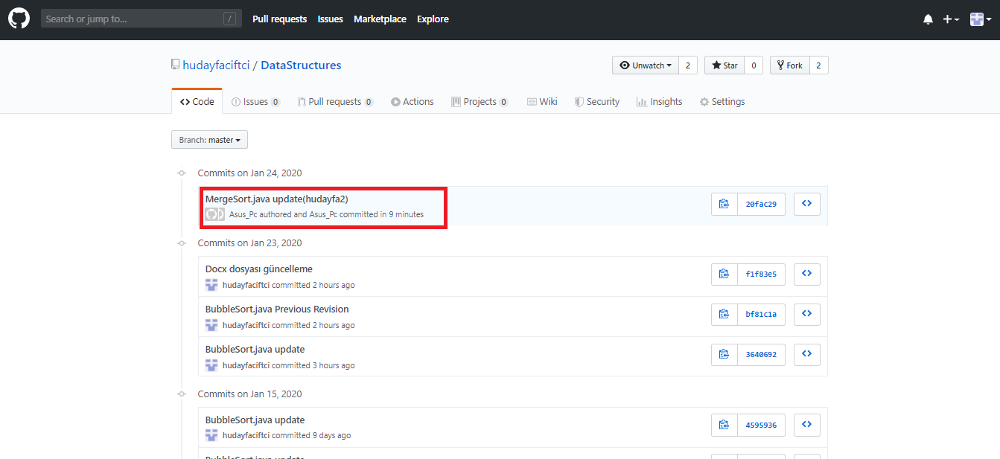 Search or jump to... /
Pull requests Issues Marketplace Explore
hudayfaciftci / DataStructures
Unwatch 2 Star 0 Fork 2
Code Issues 0 Pull requests 0 Actions Projects 0 Wiki Security Insights Settings
Branch: master
Commits on Jan 24, 2020
MergeSort.java update(hudayfa2)
Asus_Pc authored and Asus_Pc committed in 9 minutes
20fac29
Commits on Jan 23, 2020
Docx dosyası güncelleme
hudayfaciftci committed 2 hours ago
f1f83e5
BubbleSort.java Previous Revision
hudayfaciftci committed 2 hours ago
bf81c1a
BubbleSort.java update
hudayfaciftci committed 3 hours ago
3640692
Commits on Jan 15, 2020
BubbleSort.java update
hudayfaciftci committed 9 days ago
4595936
BubbleSort.java update